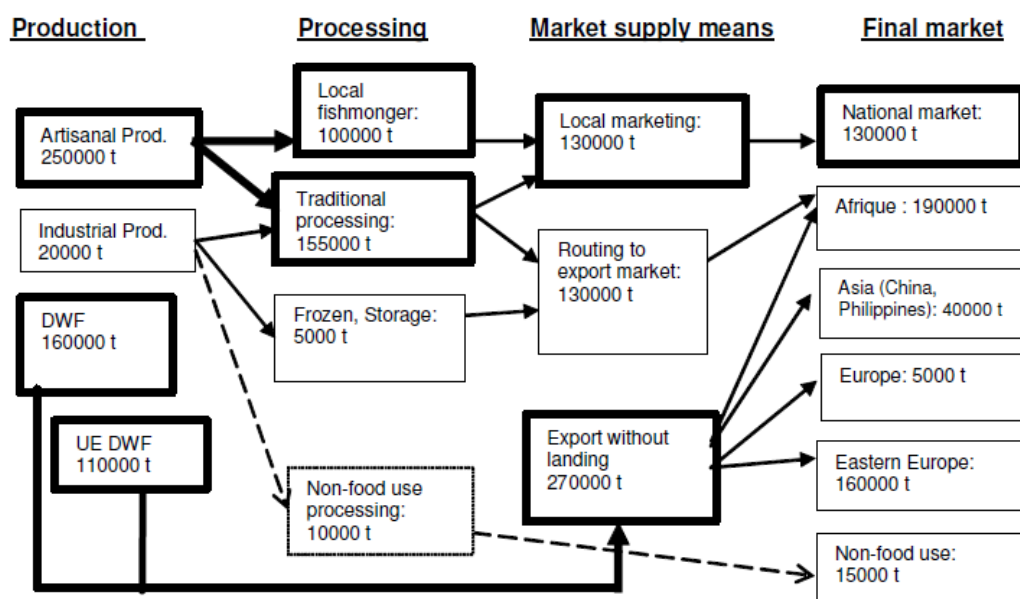 Production
Processing
Market supply means
Final market
Artisanal Prod.
250000 t
Industrial Prod.
20000 t
DWF
160000 t
UE DWF
110000 t
Local
fishmonger:
100000 t
Traditional
processing:
155000 t
Frozen, Storage:
5000 t
Non-food use
processing:
10000 t
Local marketing:
130000 t
Routing to
export market:
130000 t
Export without
landing
270000 t
National market:
130000 t
Afrique : 190000 t
Asia (China,
Philippines): 40000 t
Europe: 5000 t
Eastern Europe:
160000 t
Non-food use:
15000 t